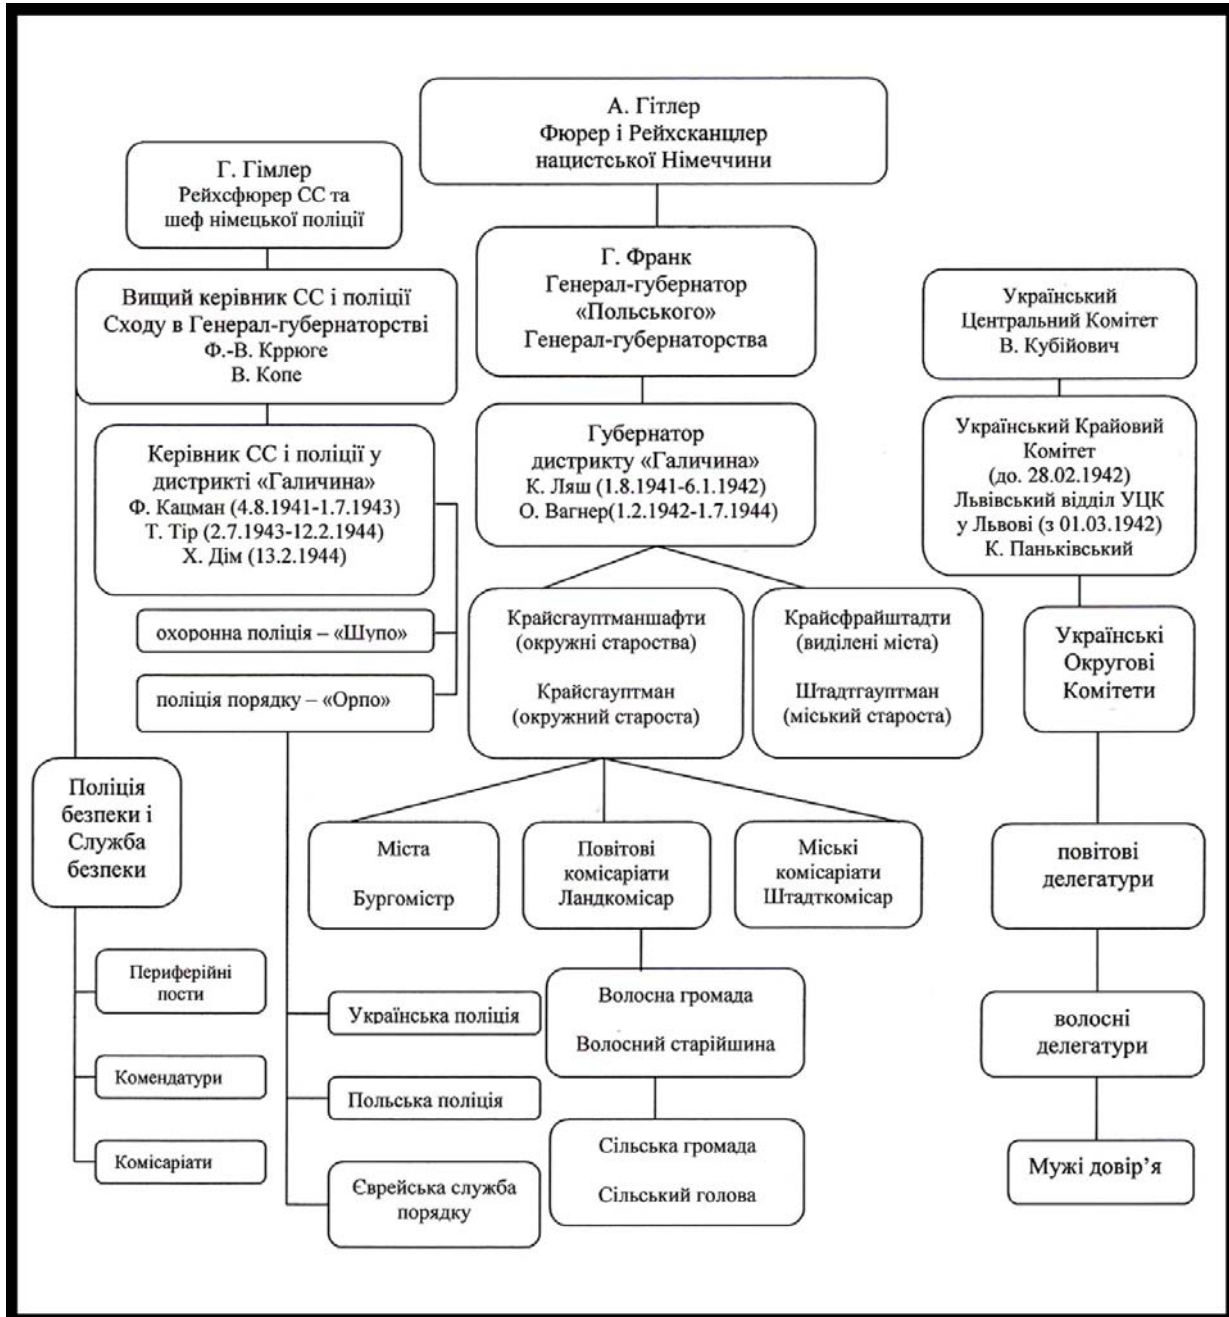 А. Гітлер
Фюрер і Рейхсканцлер
нацистської Німеччини
Г. Гімлер
Рейхсфюрер СС та
шеф німецької поліції
Г. Франк
Генерал-губернатор
«Польського»
Генерал-губернаторства
Вищий керівник СС і поліції
Сходу в Генерал-губернаторстві
Ф.-В. Кррюге
В. Копе
Український
Центральний Комітет
В. Кубійович
Керівник СС і поліції у
дистрикті «Галичина»
Ф. Кацман (4.8.1941-1.7.1943)
Т. Тір (2.7.1943-12.2.1944)
Х. Дім (13.2.1944)
Губернатор
дистрикту «Галичина»
К. Ляш (1.8.1941-6.1.1942)
О. Вагнер(1.2.1942-1.7.1944)
Український Крайовий
Комітет
(до. 28.02.1942)
Львівський відділ УЦК
у Львові (з 01.03.1942)
К. Паньківський
охоронна поліція – «Шупо»
поліція порядку – «Орпо»
Крайсгауптманшафти
(окружні староства)
Крайсгауптман
(окружний староста)
Крайсфрайштадти
(виділені міста)
Штадтгауптман
(міський староста)
Українські
Округові
Комітети
Поліція
безпеки і
Служба
безпеки
Міста
Бургомістр
Повітові
комісаріати
Ландкомісар
Міські
комісаріати
Штадткомісар
повітові
делегатури
Периферійні
пости
Комендатури
Комісаріати
Українська поліція
Польська поліція
Єврейська служба
порядку
Волосна громада
Волосний старійшина
Сільська громада
Сільський голова
волосні
делегатури
Мужі довір’я